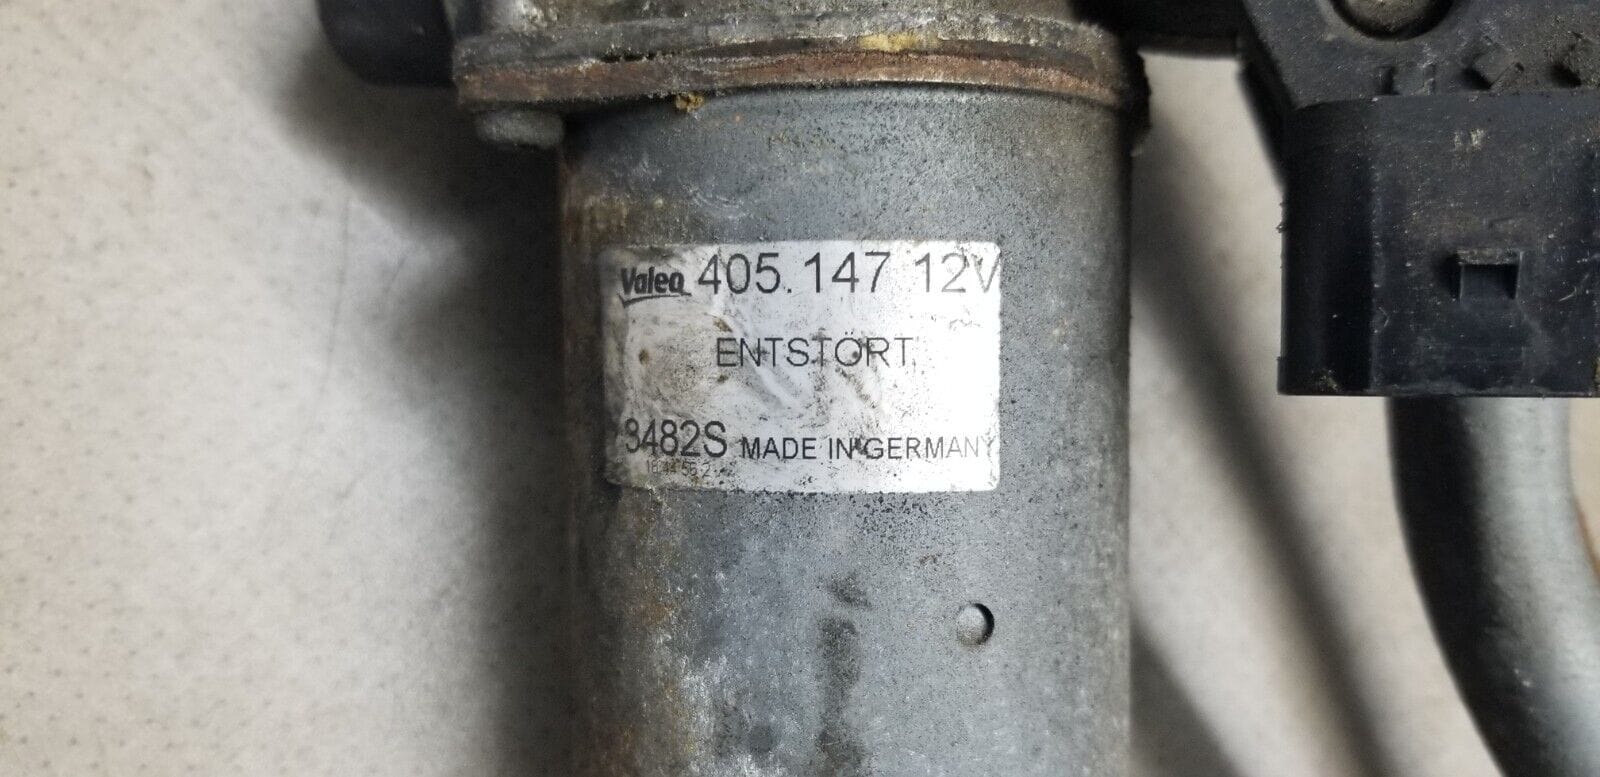 Valeo 405.147 12V
ENTSTÖRT
3482S MADE IN GERMANY